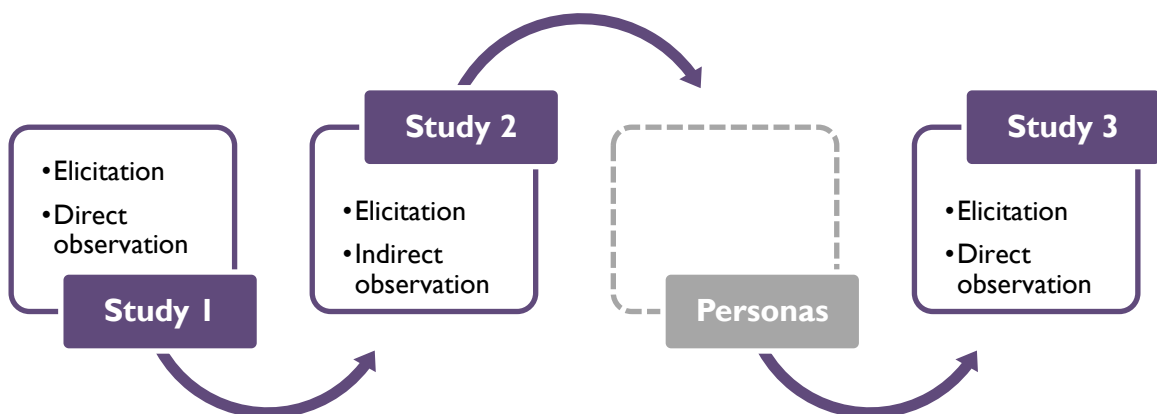 •Elicitation
•Direct
observation
Study 1
Study 2
•Elicitation
•Indirect
observation
Personas
Study 3
•Elicitation
•Direct
observation